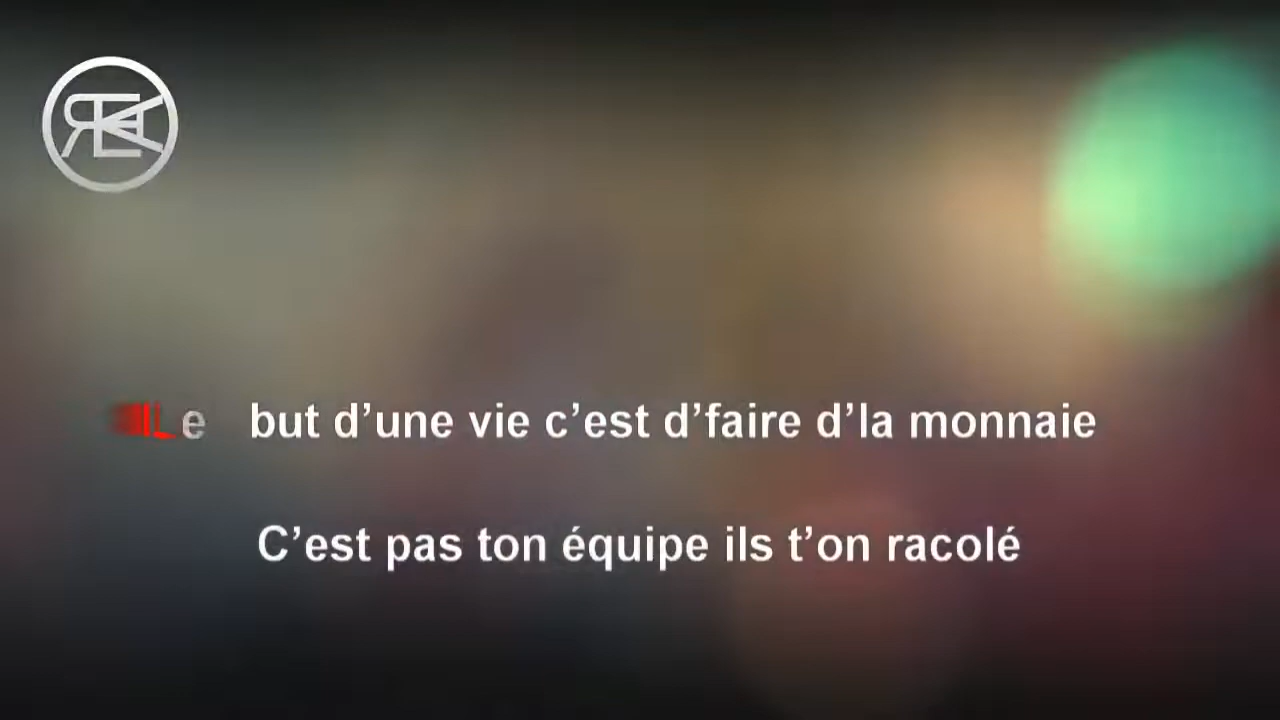 Le but d’une vie c’est d’faire d’la monnaie
C’est pas ton équipe ils t’on racolé